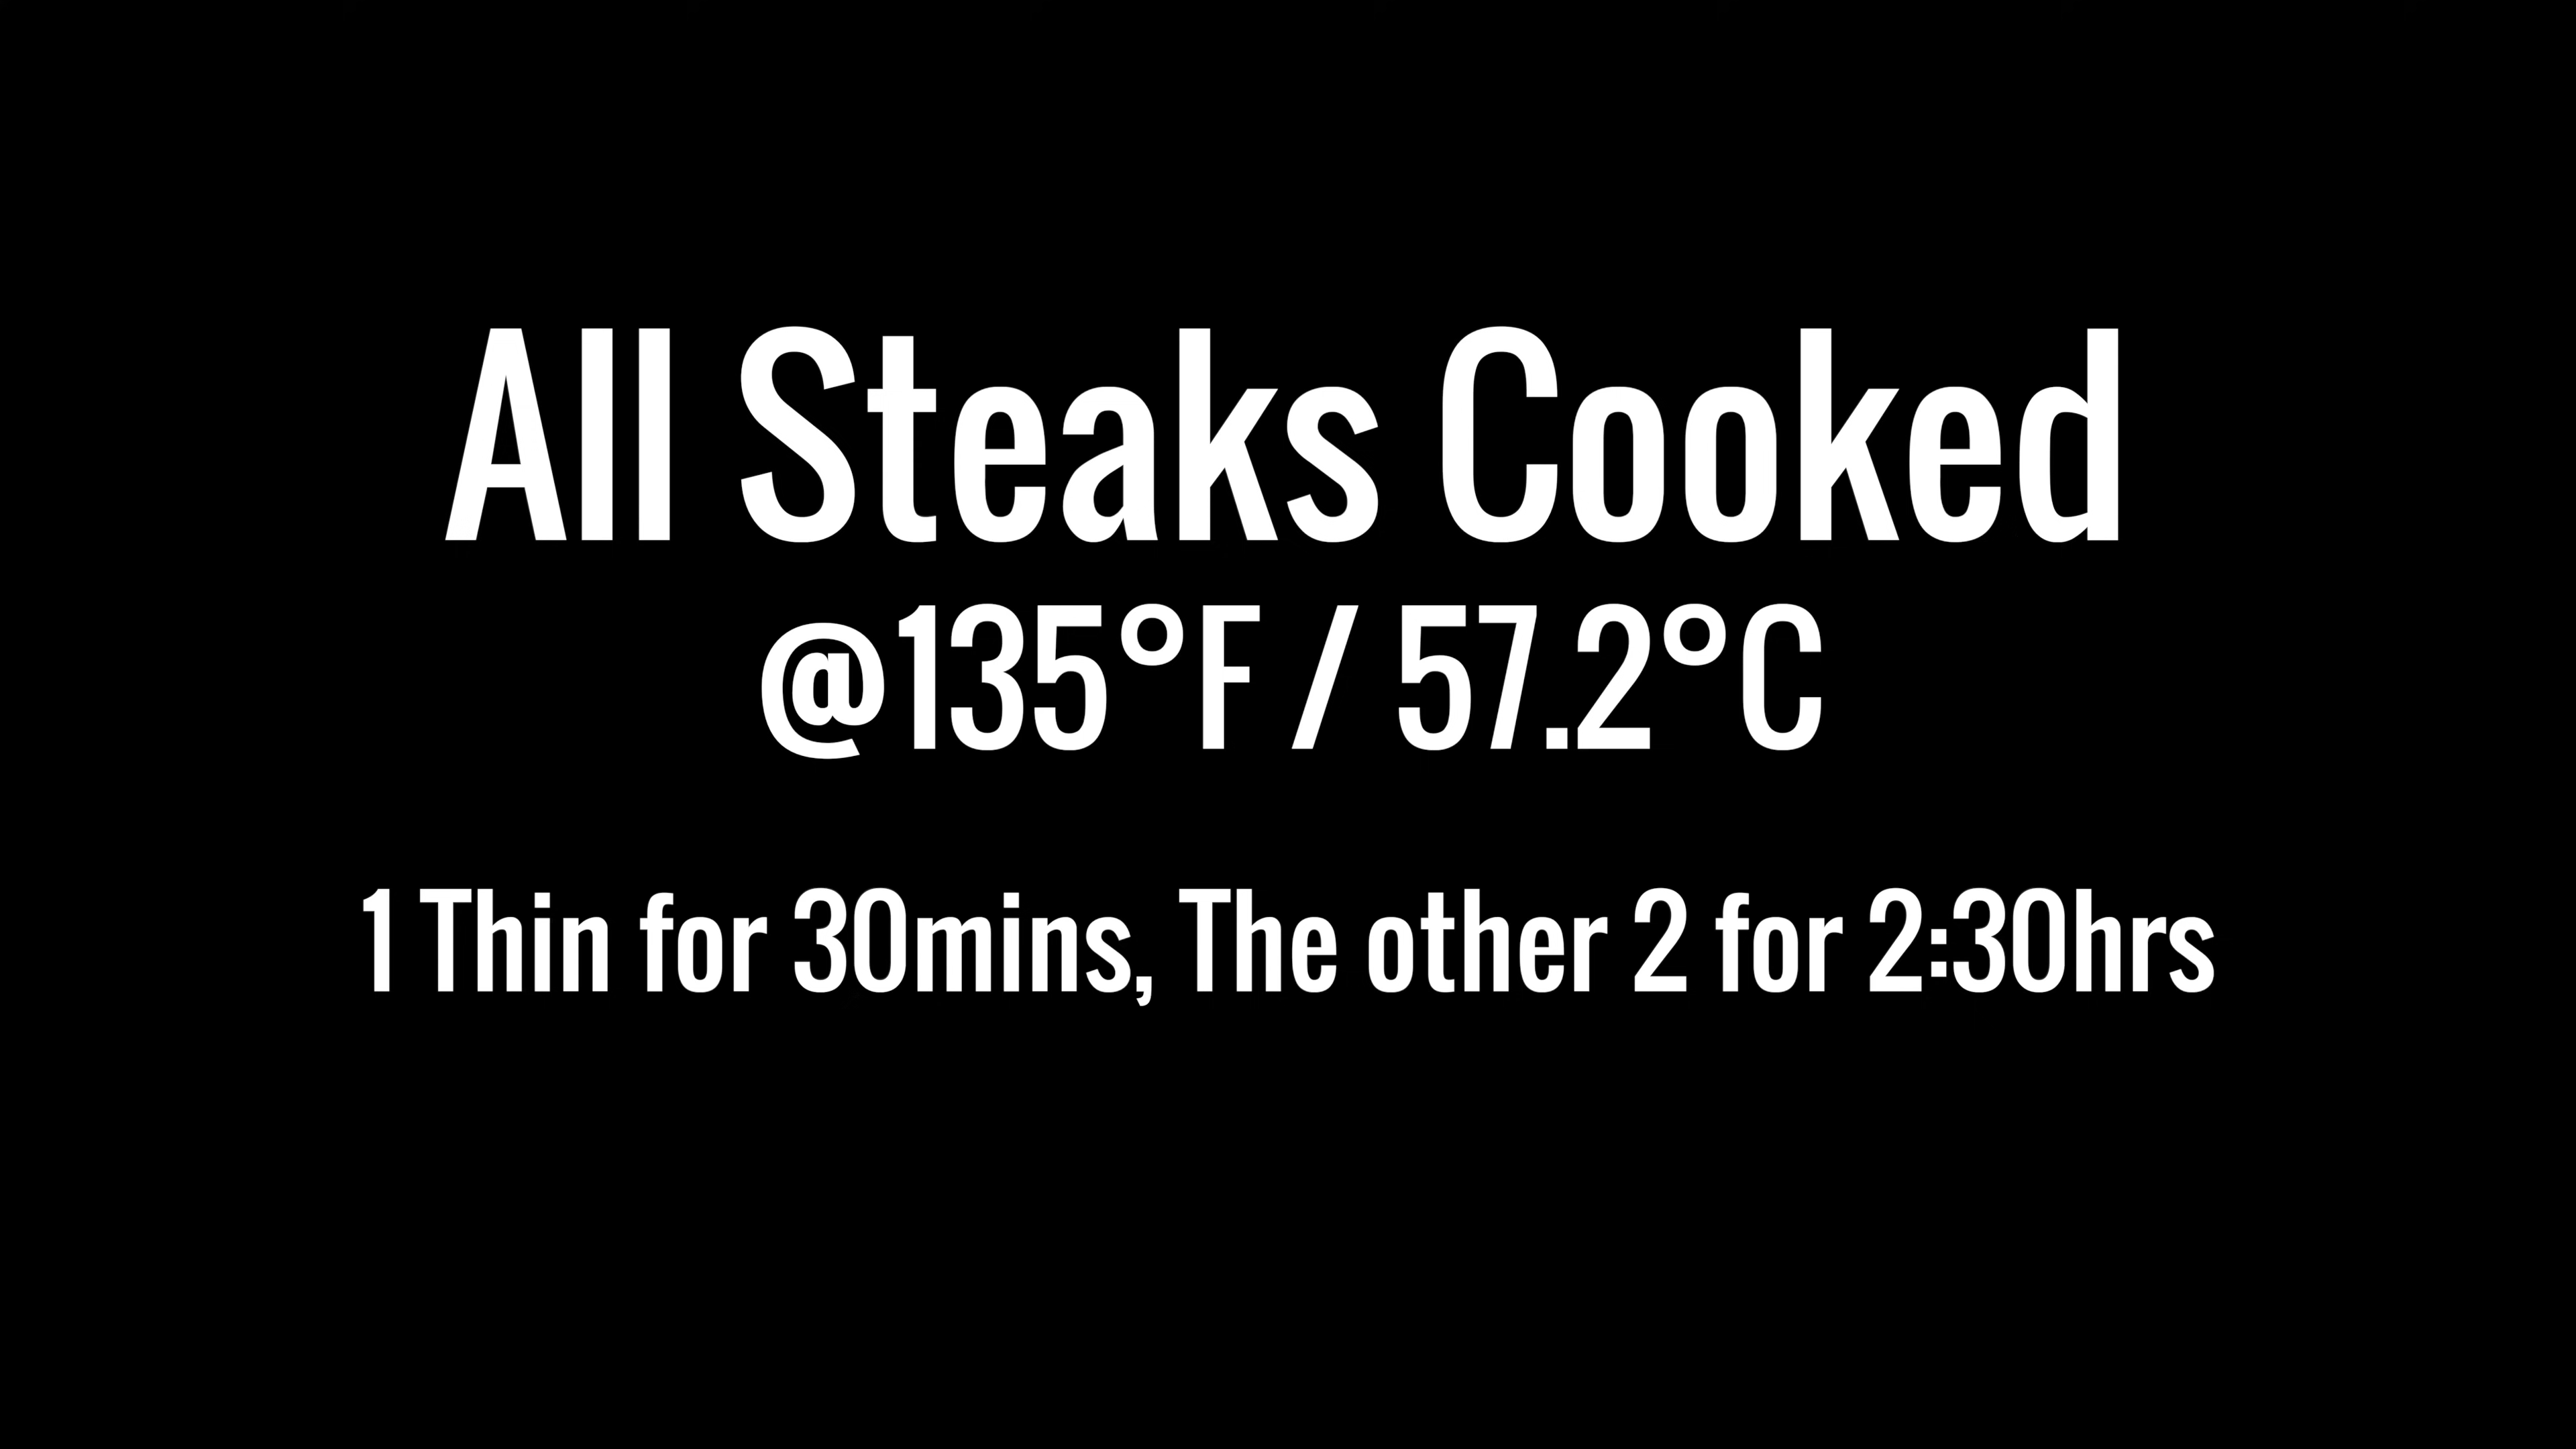 All Steaks Cooked
@135°F / 57.2°C
1 Thin for 30mins, The other 2 for 2:30hrs